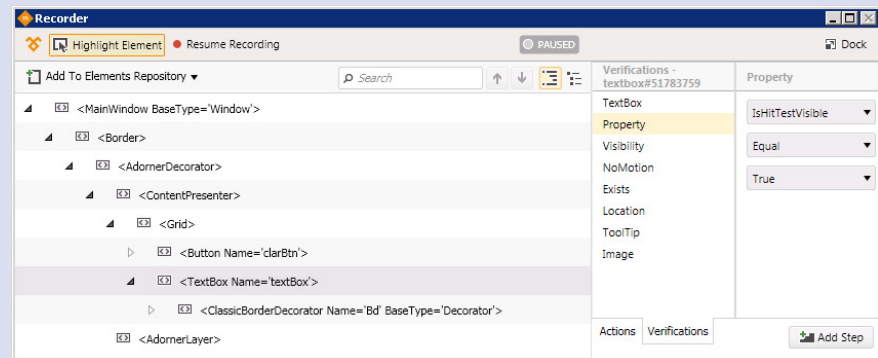 Recorder
Highlight Element
Resume Recording
PAUSED
Dock
Add To Elements Repository
Search
<MainWindow BaseType='Window'>
<Border>
<AdornerDecorator>
<ContentPresenter>
<Grid>
<Button Name='clarBtn'>
<TextBox Name='textBox'>
<ClassicBorderDecorator Name='Bd' BaseType='Decorator'>
<AdornerLayer>
Verifications -
textbox#51783759
TextBox
Property
Visibility
NoMotion
Exists
Location
ToolTip
Image
Actions Verifications
Property
IsHitTestVisible
Equal
True
Add Step